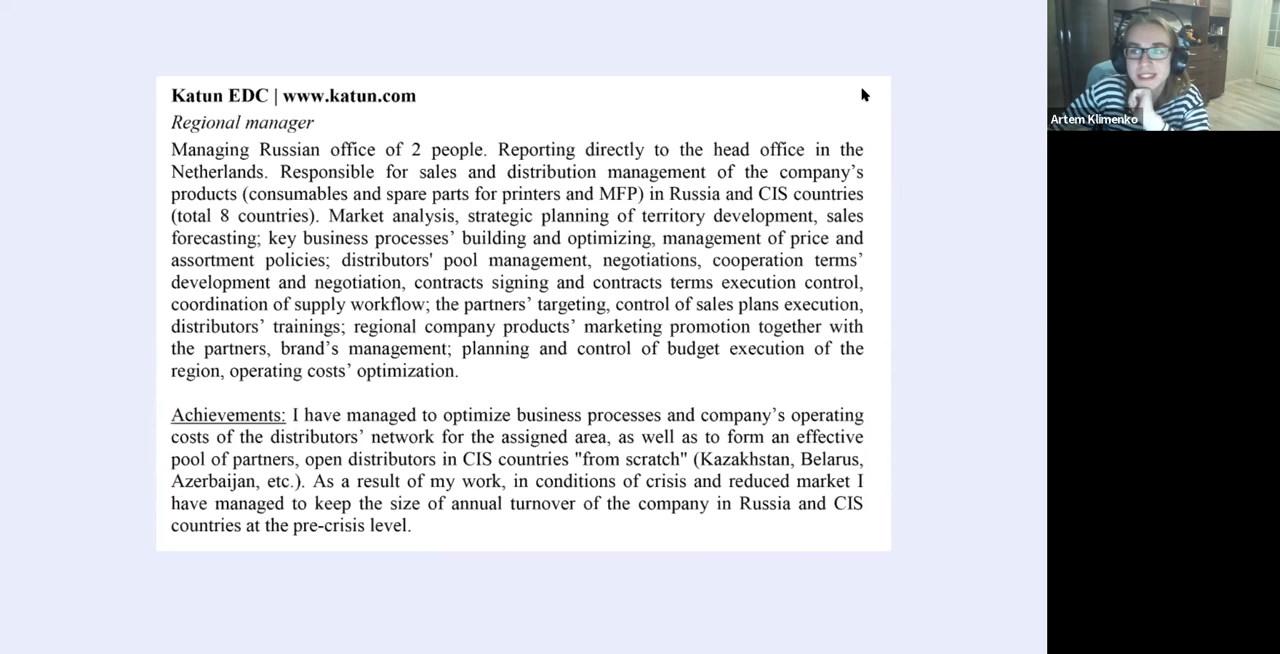 Katun EDC | www.katun.com
Regional manager
Managing Russian office of 2 people. Reporting directly to the head office in the
Netherlands. Responsible for sales and distribution management of the company's
products (consumables and spare parts for printers and MFP) in Russia and CIS countries
(total 8 countries). Market analysis, strategic planning of territory development, sales
forecasting; key business processes' building and optimizing, management of price and
assortment policies; distributors' pool management, negotiations, cooperation terms'
development and negotiation, contracts signing and contracts terms execution control,
coordination of supply workflow; the partners' targeting, control of sales plans execution,
distributors' trainings; regional company products' marketing promotion together with
the partners, brand's management; planning and control of budget execution of the
region, operating costs' optimization.
Achievements: I have managed to optimize business processes and company's operating
costs of the distributors' network for the assigned area, as well as to form an effective
pool of partners, open distributors in CIS countries "from scratch" (Kazakhstan, Belarus,
Azerbaijan, etc.). As a result of my work, in conditions of crisis and reduced market I
have managed to keep the size of annual turnover of the company in Russia and CIS
countries at the pre-crisis level.
Artem Klimenko